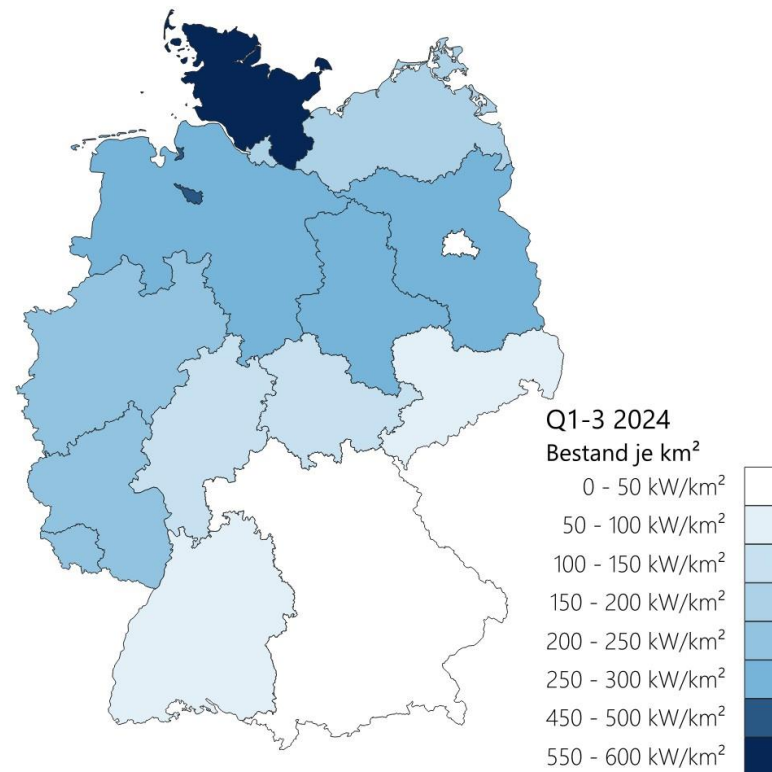 Q1-3 2024
Bestand je km²
0 - 50 kW/km²
50 - 100 kW/km²
100 - 150 kW/km²
150 - 200 kW/km²
200 - 250 kW/km²
250 - 300 kW/km²
450 - 500 kW/km²
550 - 600 kW/km²